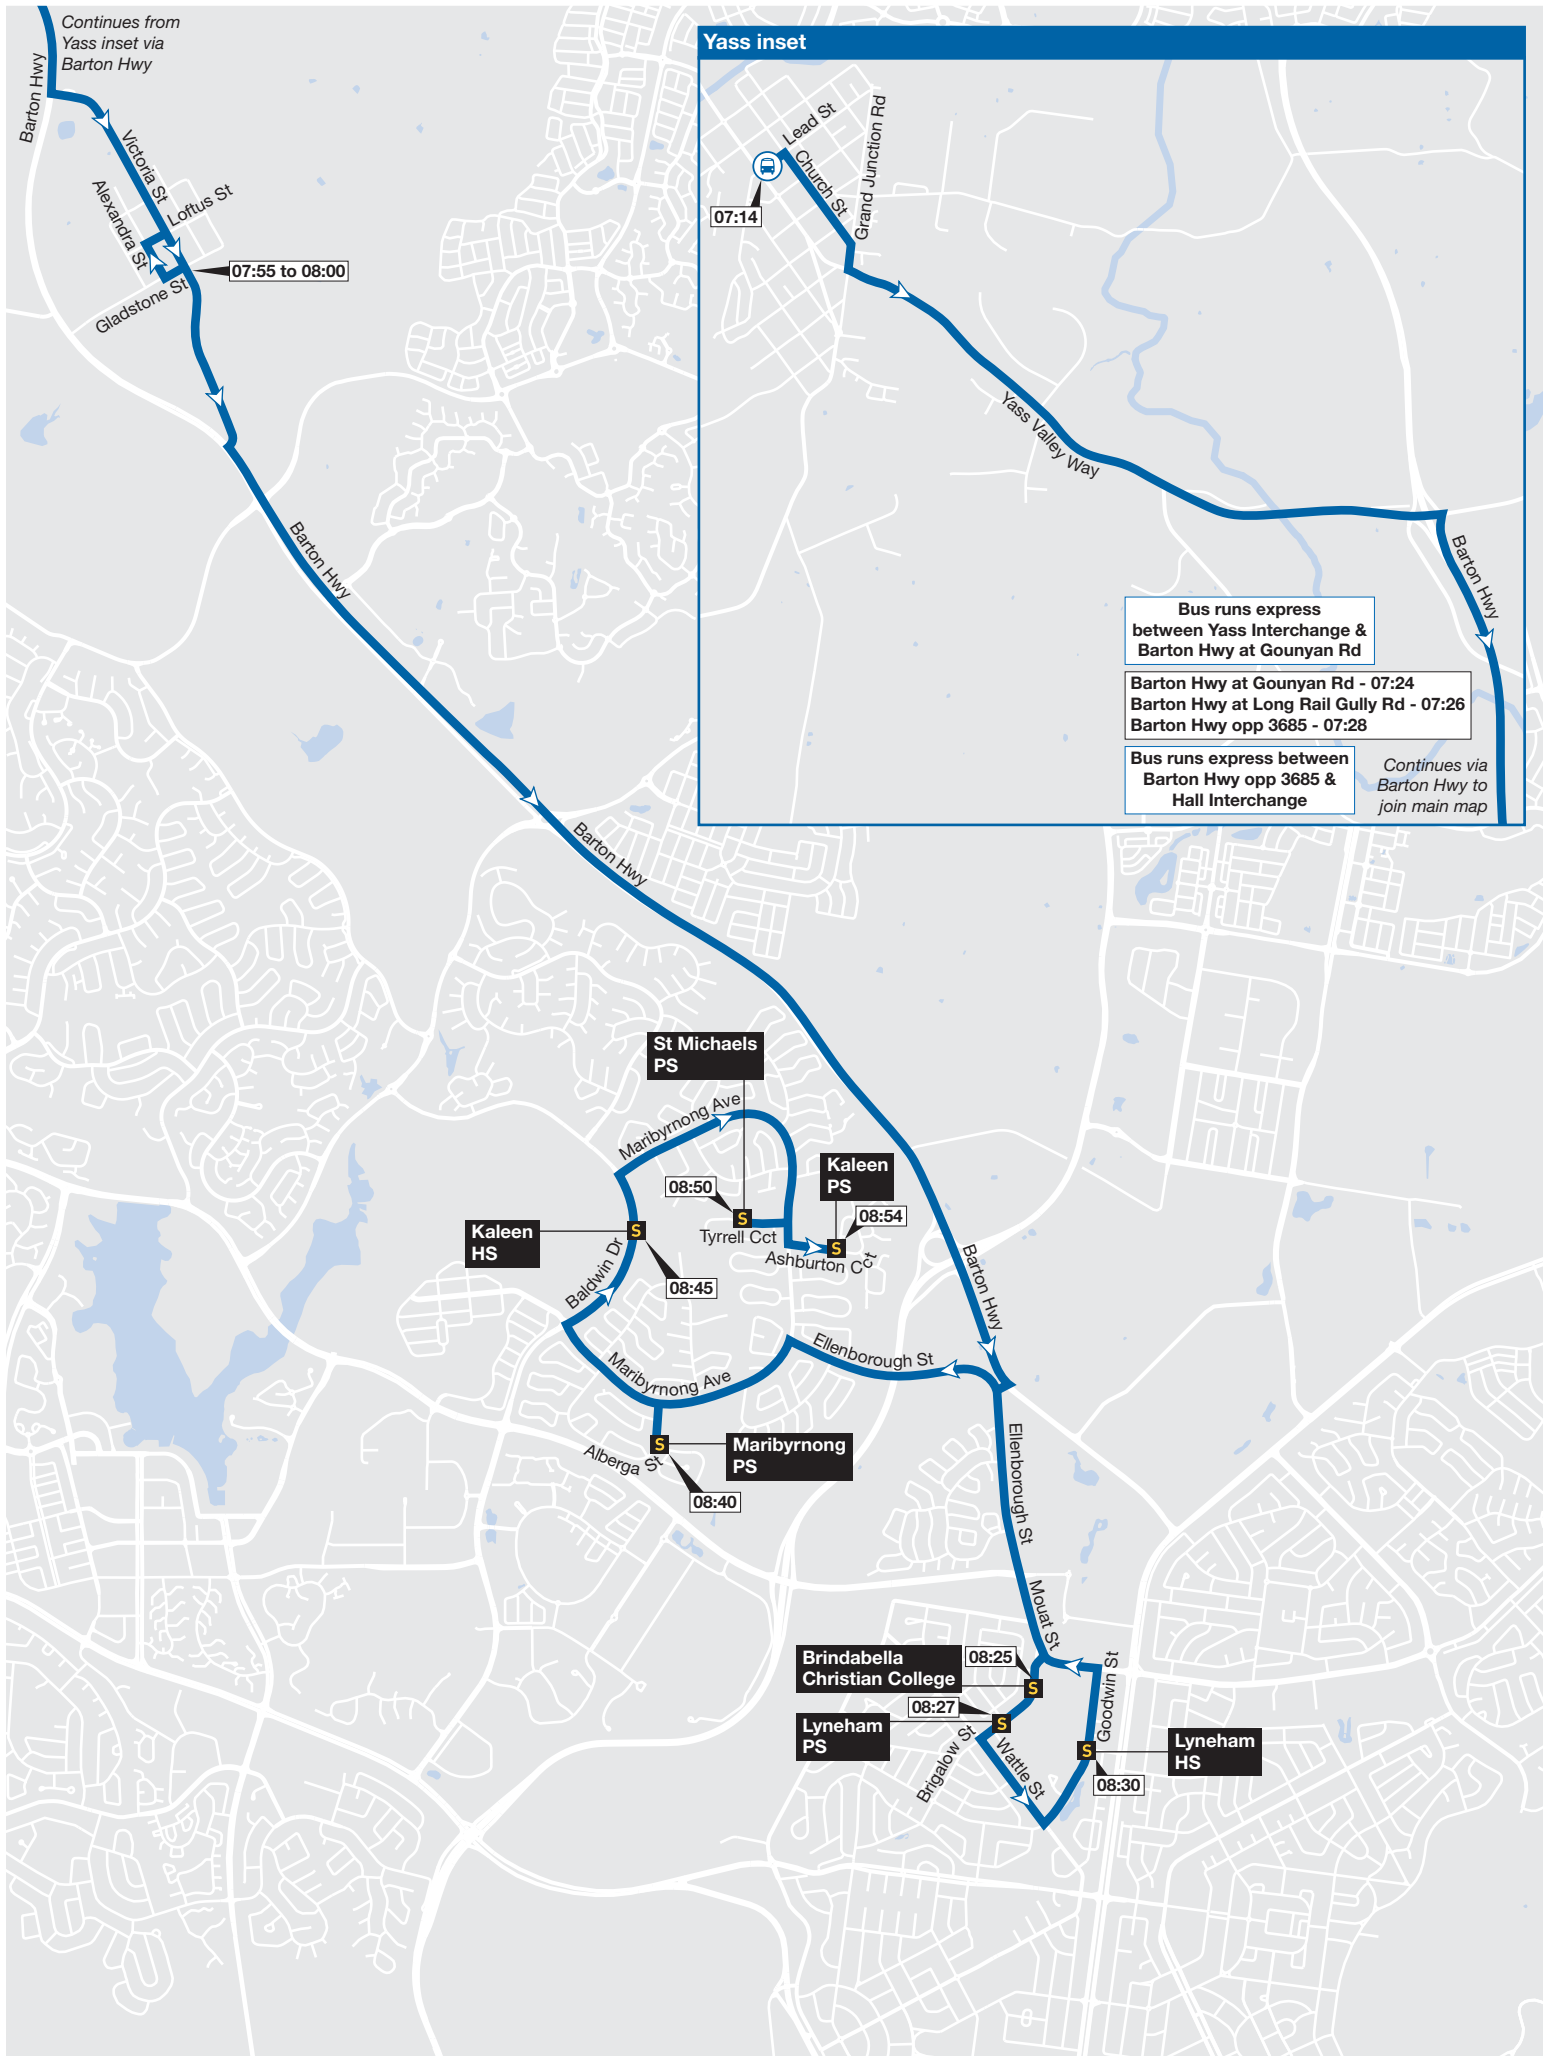 Continues from
Yass inset via
Barton Hwy
Barton Hwy
Victoria St
Alexandra St
Loftus St
07:55 to 08:00
Gladstone St
Yass inset
Lead St
Church St
Grand Junction Rd
07:14
Yass Valley Way
Barton Hwy
Bus runs express
between Yass Interchange &
Barton Hwy at Gounyan Rd
Barton Hwy at Gounyan Rd - 07:24
Barton Hwy at Long Rail Gully Rd - 07:26
Barton Hwy opp 3685 - 07:28
Bus runs express between
Barton Hwy opp 3685 &
Hall Interchange
Continues via
Barton Hwy to
join main map
Barton Hwy
Barton Hwy
St Michaels
PS
Maribyrnong Ave
Kaleen
PS
08:50
S
08:54
S
Tyrrell Cct
Ashburton Cct
Kaleen
HS
S
08:45
Baldwin Dr
Barton Hwy
Ellenborough St
Maribyrnong Ave
Alberga St
S
Maribyrnong
PS
08:40
Ellenborough St
Mouat St
Brindabella
Christian College
08:25
S
08:27
Lyneham
PS
S
Brigalow St
Wattle St
Goodwin St
S
Lyneham
HS
08:30